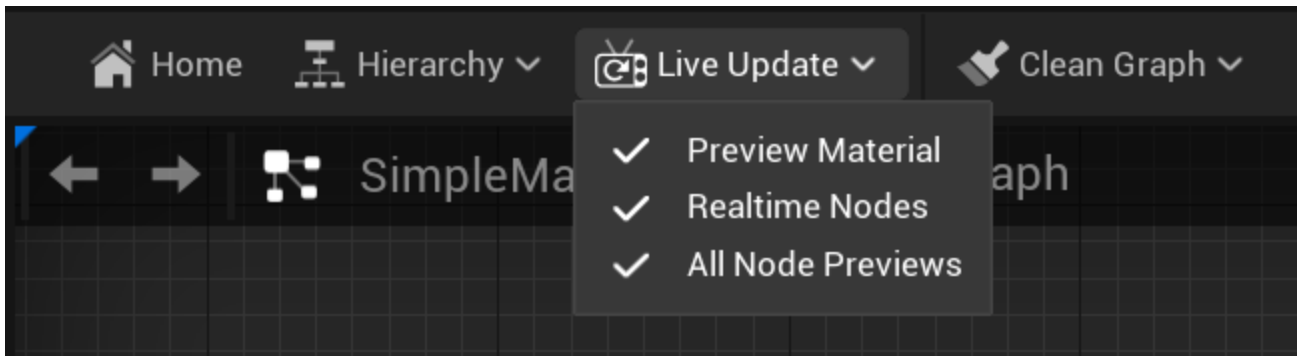 Home Hierarchy Live Update Clean Graph
Preview Material
SimpleMa aph
Realtime Nodes
All Node Previews